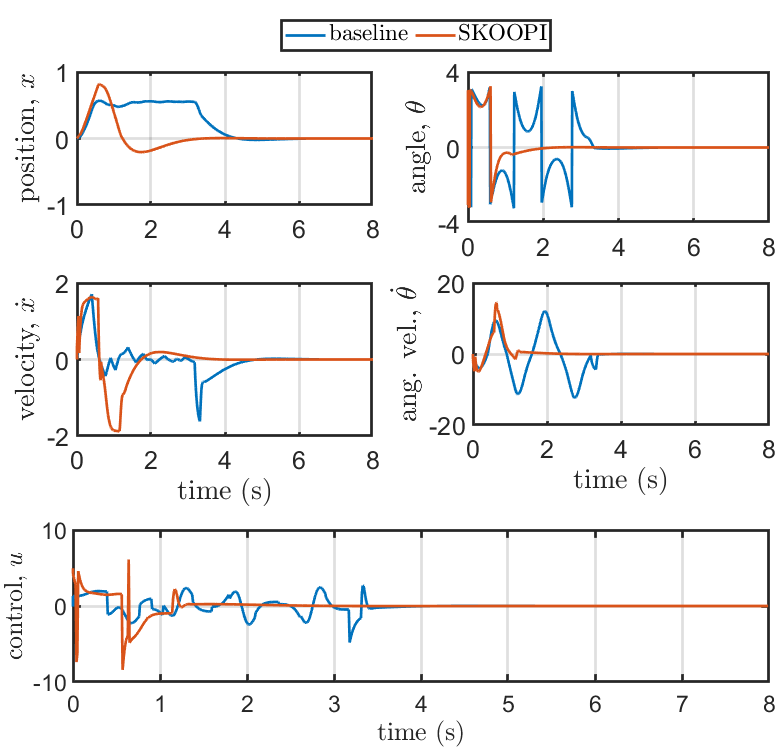 baseline SKOOPI
position, x
1
0
-1
0 2 4 6 8
angle, θ
4
0
-4
0 2 4 6 8
velocity, ẋ
2
0
-2
0 2 4 6 8
time (s)
ang. vel., θ̇
20
0
-20
0 2 4 6 8
time (s)
control, u
10
0
-10
0 1 2 3 4 5 6 7 8
time (s)